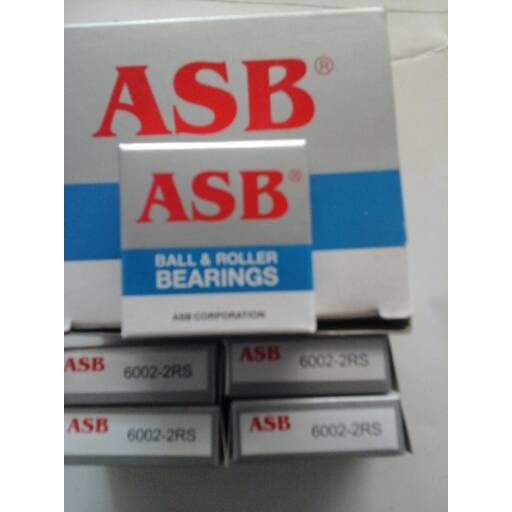 ASB®
ASB®
BALL & ROLLER
BEARINGS
ASB CORPORATION
ASB 6002-2RS
ASB 6002-2RS
ASB 6002-2RS
ASB 6002-2RS